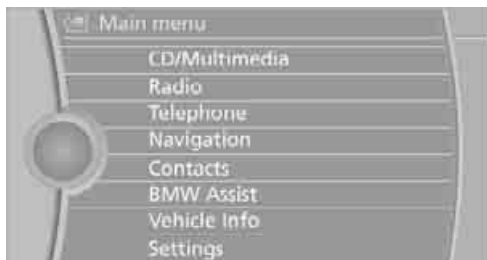 Main menu
CD/Multimedia
Radio
Telephone
Navigation
Contacts
BMW Assist
Vehicle Info
Settings